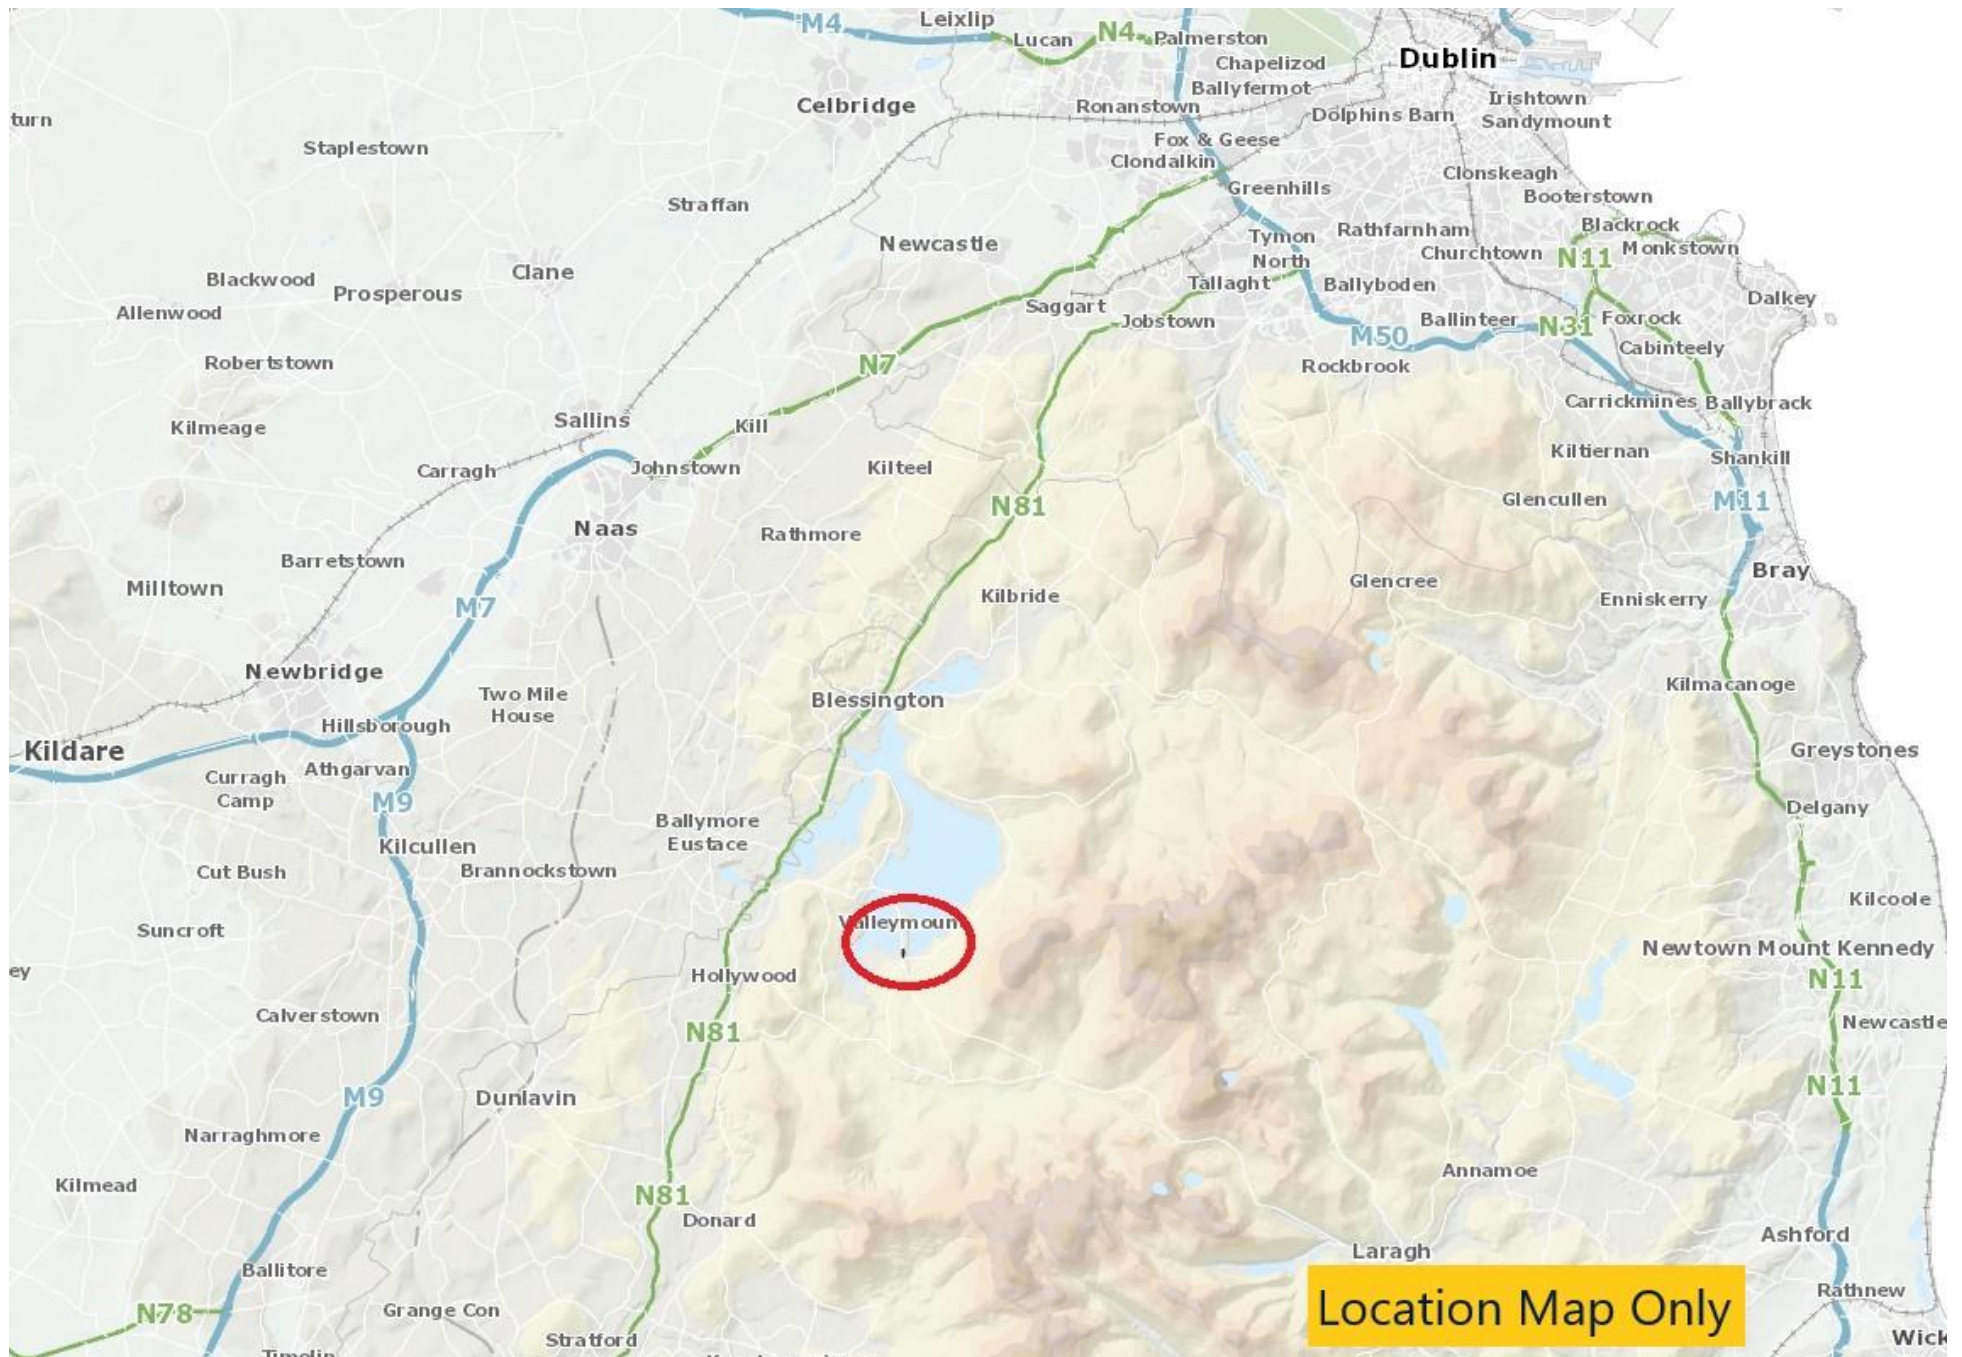 M4
Leixlip
Lucan
N4
Palmerston
Chapelizod
Dublin
Ballyfermot
Celbridge
Ronanstown
Irishtown
Dolphins Barn
Sandymount
turn
Staplestown
Fox & Geese
Clondalkin
Clonskeagh
Greenhills
Booterstown
Straffan
Blackrock
Rathfarnham
Newcastle
Tymon
North
Churchtown
N11
Monkstown
Clane
Blackwood
Prosperous
Tallaght
Ballyboden
Dalkey
Allenwood
Saggart
Jobstown
Ballinteer
N31
Foxrock
M50
Cabinteely
Robertstown
N7
Rockbrook
Carrickmines
Ballybrack
Sallins
Kilmeage
Kill
Kiltiernan
Shankill
Carragh
Johnstown
Kilteel
M11
Glencullen
N81
Naas
Rathmore
Barretstown
Bray
Milltown
Glencree
Kilbride
Enniskerry
M7
Newbridge
Two Mile
House
Blessington
Kilmacanoge
Hillsborough
Kildare
Greystones
Athgarvan
Curragh
Camp
M9
Delgany
Ballymore
Eustace
Kilcullen
Cut Bush
Brannockstown
Kilcoole
Valleymount
Suncroft
Newtown Mount Kennedy
ey
Hollywood
N11
Calverstown
Newcastle
N81
M9
Dunlavin
N11
Narraghmore
Annamoe
Kilmead
N81
Donard
Ashford
Laragh
Ballitore
Rathnew
N78
Grange Con
Location Map Only
Stratford
Wick
Timolin